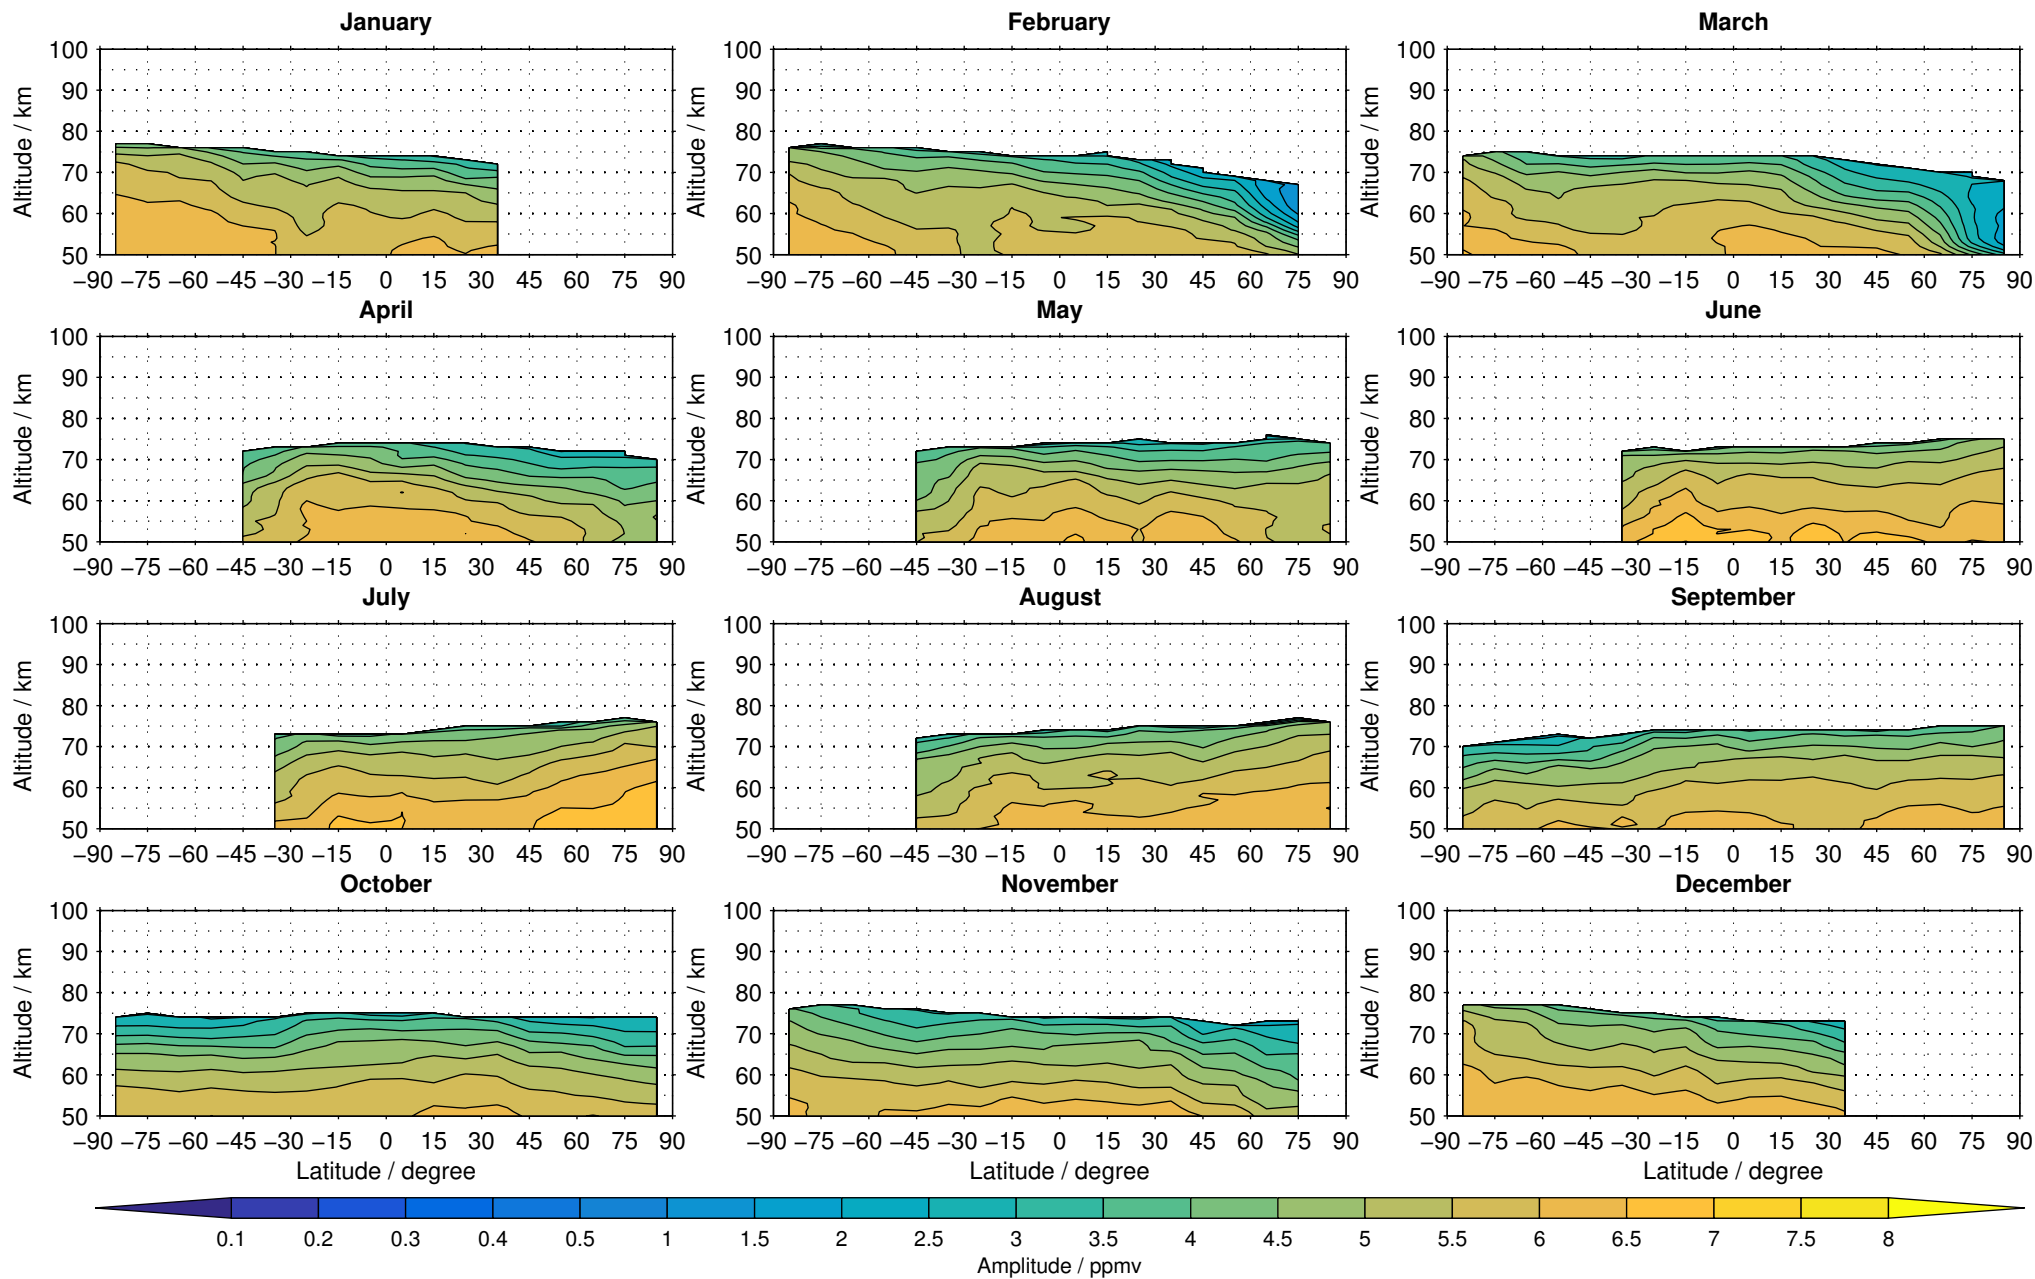 January February March
100 100 100
90 90 90
80 80 80
70 70 70
60 60 60
50 50 50
Altitude / km Altitude / km Altitude / km
−90 −75 −60 −45 −30 −15 0 15 30 45 60 75 90 −90 −75 −60 −45 −30 −15 0 15 30 45 60 75 90 −90 −75 −60 −45 −30 −15 0 15 30 45 60 75 90
April May June
100 100 100
90 90 90
80 80 80
70 70 70
60 60 60
50 50 50
Altitude / km Altitude / km Altitude / km
−90 −75 −60 −45 −30 −15 0 15 30 45 60 75 90 −90 −75 −60 −45 −30 −15 0 15 30 45 60 75 90 −90 −75 −60 −45 −30 −15 0 15 30 45 60 75 90
July August September
100 100 100
90 90 90
80 80 80
70 70 70
60 60 60
50 50 50
Altitude / km Altitude / km Altitude / km
−90 −75 −60 −45 −30 −15 0 15 30 45 60 75 90 −90 −75 −60 −45 −30 −15 0 15 30 45 60 75 90 −90 −75 −60 −45 −30 −15 0 15 30 45 60 75 90
October November December
100 100 100
90 90 90
80 80 80
70 70 70
60 60 60
50 50 50
Altitude / km Altitude / km Altitude / km
−90 −75 −60 −45 −30 −15 0 15 30 45 60 75 90 −90 −75 −60 −45 −30 −15 0 15 30 45 60 75 90 −90 −75 −60 −45 −30 −15 0 15 30 45 60 75 90
Latitude / degree Latitude / degree Latitude / degree
0.1 0.2 0.3 0.4 0.5 1 1.5 2 2.5 3 3.5 4 4.5 5 5.5 6 6.5 7 7.5 8
Amplitude / ppmv